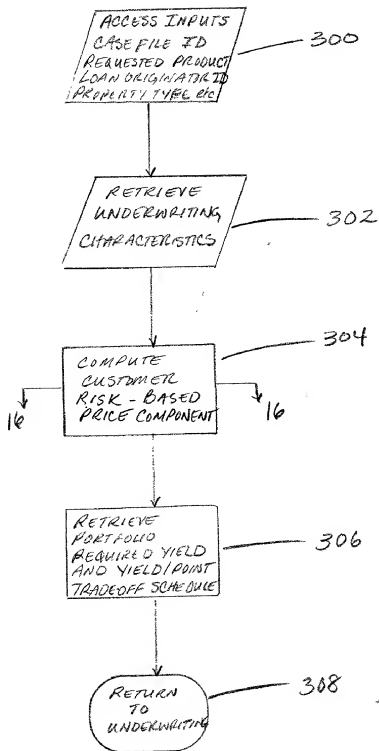 ACCESS INPUTS
CASE FILE ID
REQUESTED PRODUCT
LOAN ORIGINATOR ID
PROPERTY TYPE etc
300
RETRIEVE
UNDERWRITING
CHARACTERISTICS
302
304
COMPUTE
CUSTOMER
RISK-BASED
PRICE COMPONENT
16
16
RETRIEVE
PORTFOLIO
REQUIRED YIELD
AND YIELD/POINT
TRADEOFF SCHEDULE
306
RETURN
TO
UNDERWRITING
308